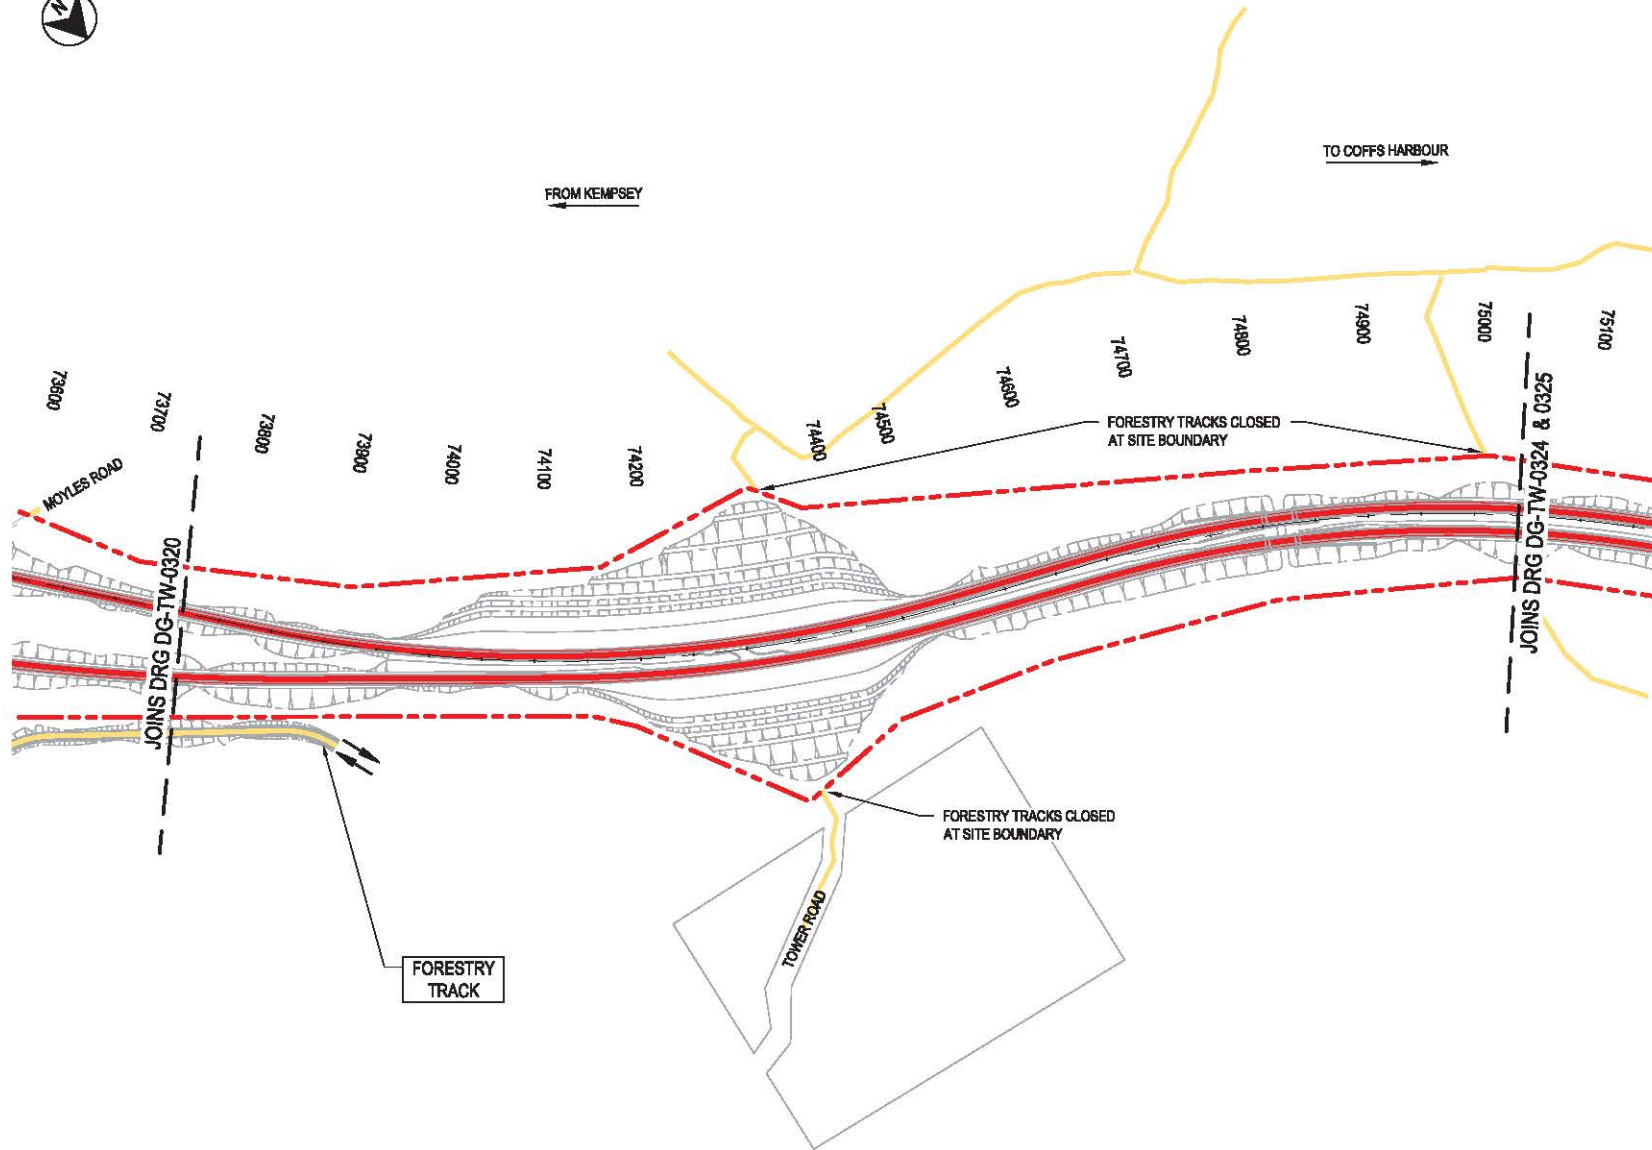 N
TO COFFS HARBOUR
FROM KEMPSEY
73600
73700
73800
73900
74000
74100
74200
74400
74500
74600
74700
74800
74900
75000
75100
MOYLES ROAD
FORESTRY TRACKS CLOSED
AT SITE BOUNDARY
JOINS DRG DG-TW-0320
JOINS DRG DG-TW-0324 & 0325
FORESTRY TRACKS CLOSED
AT SITE BOUNDARY
TOWER ROAD
FORESTRY
TRACK